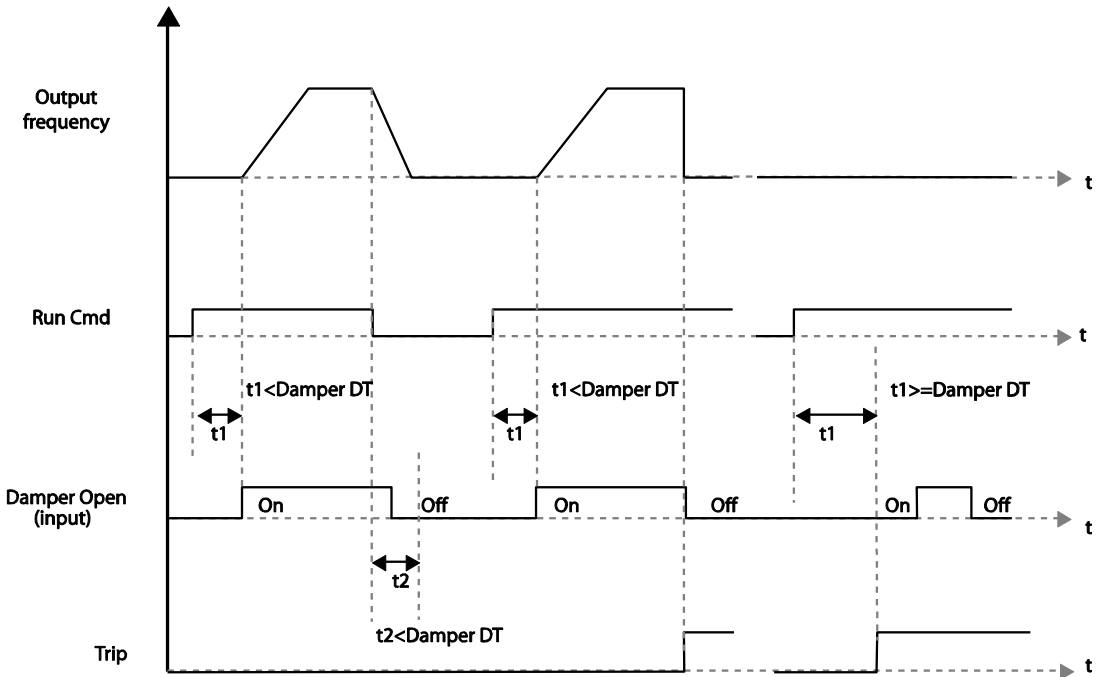 Output
frequency
t
Run Cmd
t
t1<Damper DT
t1<Damper DT
t1>=Damper DT
t1
t1
t1
Damper Open
(input)
On
Off
On
Off
On
Off
t
t2
t2<Damper DT
Trip
t